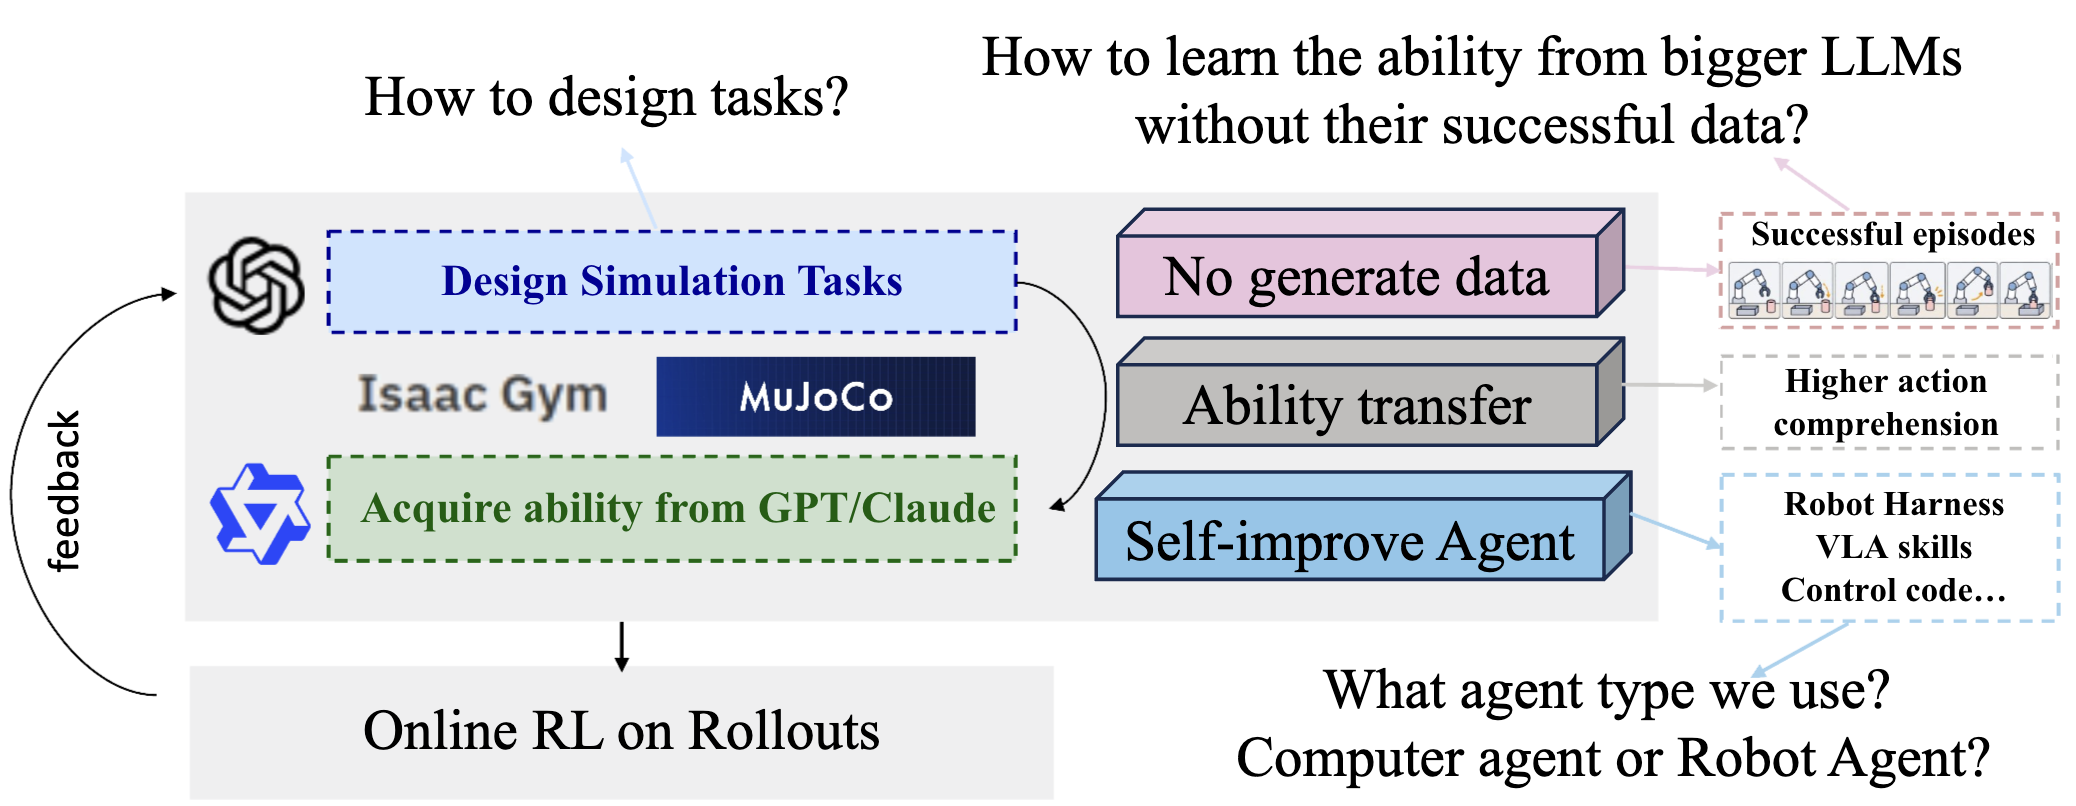 How to design tasks?
How to learn the ability from bigger LLMs
without their successful data?
Design Simulation Tasks
Isaac Gym
MuJoCo
Acquire ability from GPT/Claude
feedback
No generate data
Ability transfer
Self-improve Agent
Successful episodes
Higher action
comprehension
Robot Harness
VLA skills
Control code...
Online RL on Rollouts
What agent type we use?
Computer agent or Robot Agent?